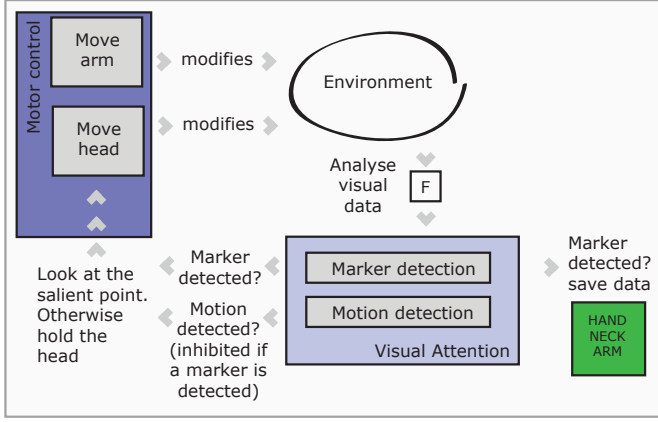 Motor control
Move
arm
modifies
Environment
Move
head
modifies
Analyse
visual
data
F
Marker
detected?
Marker detection
Motion detection
Visual Attention
Marker
detected?
save data
Look at the
salient point.
Otherwise
hold the
head
Motion
detected?
(inhibited if
a marker is
detected)
HAND
NECK
ARM